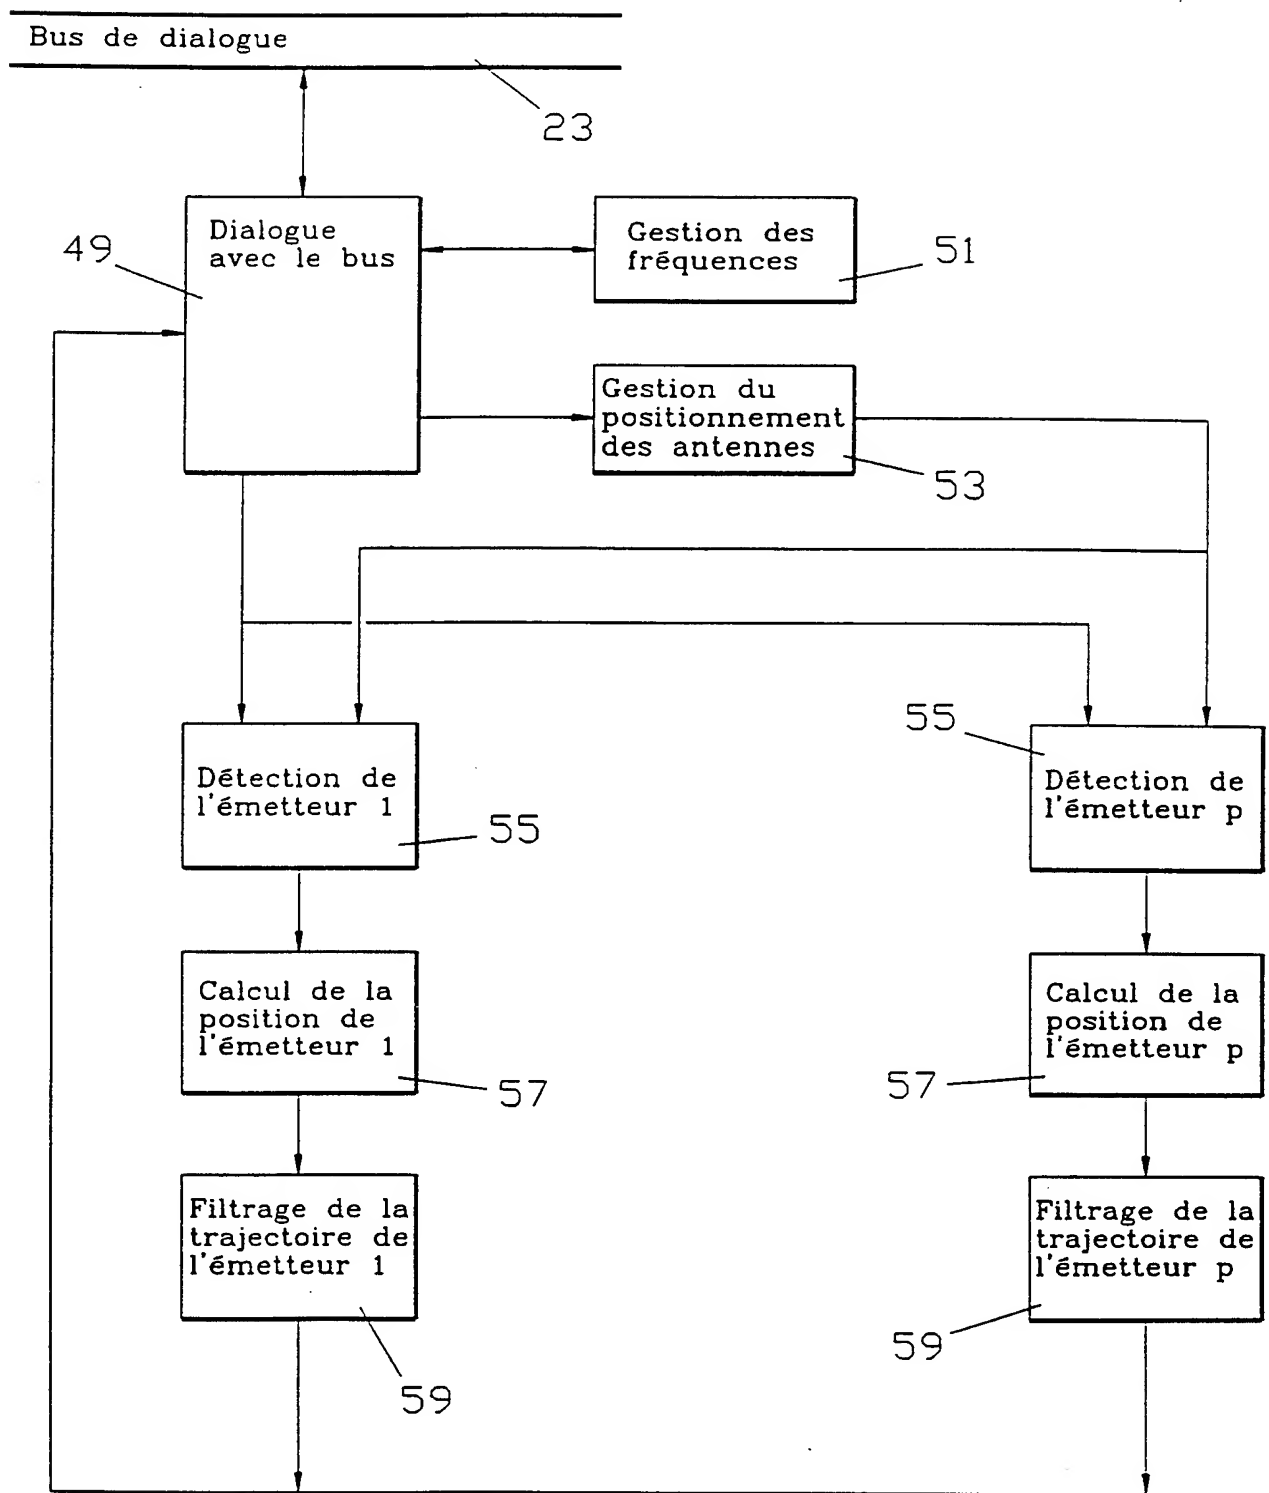 Bus de dialogue
23
Dialogue
avec le bus
49
Gestion des
fréquences
51
Gestion du
positionnement
des antennes
53
Détection de
l'émetteur 1
55
55
Détection de
l'émetteur p
Calcul de la
position de
l'émetteur 1
57
Calcul de la
position de
l'émetteur p
57
Filtrage de la
trajectoire de
l'émetteur 1
59
Filtrage de la
trajectoire de
l'émetteur p
59